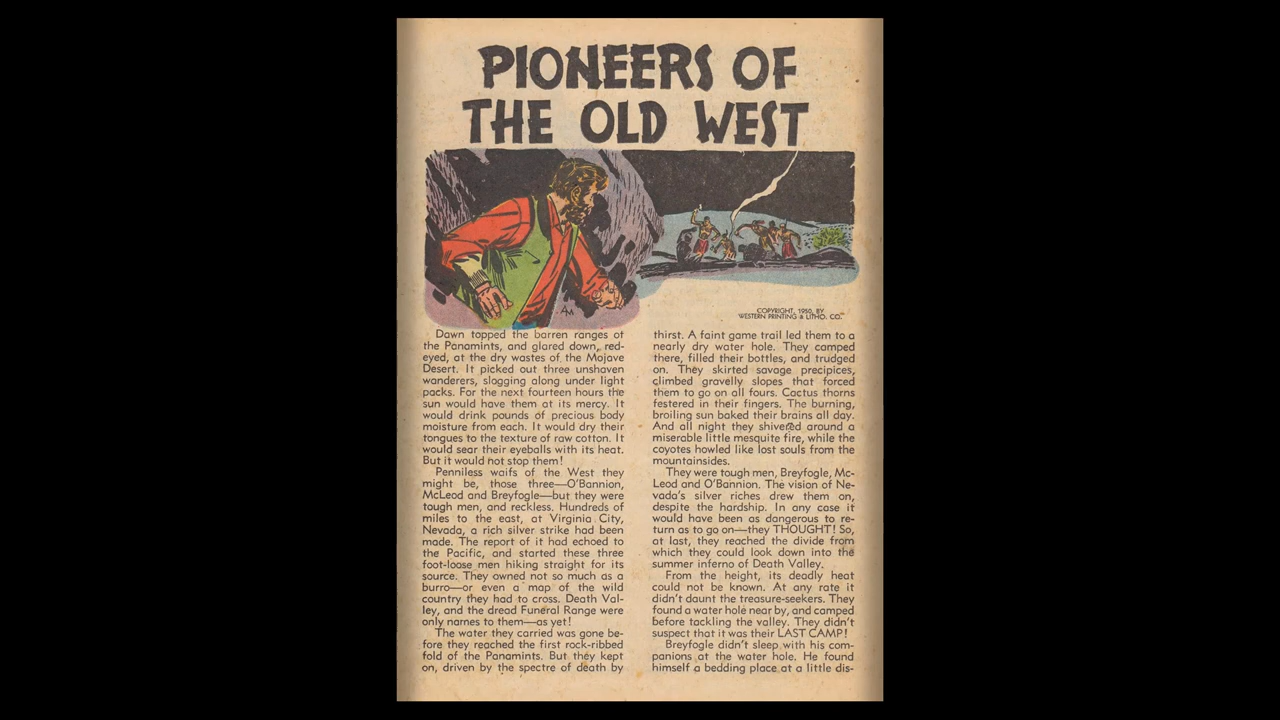 PIONEERS OF
THE OLD WEST
AM
COPYRIGHT, 1950, BY
WESTERN PRINTING & LITHO. CO.
Dawn topped the barren ranges of
the Panamints, and glared down, red-
eyed, at the dry wastes of the Mojave
Desert. It picked out three unshaven
wanderers, slogging along under light
packs. For the next fourteen hours the
sun would have them at its mercy. It
would drink pounds of precious body
moisture from each. It would dry their
tongues to the texture of raw cotton. It
would sear their eyeballs with its heat.
But it would not stop them!
Penniless waifs of the West they
might be, those three—O'Bannion,
McLeod and Breyfogle—but they were
tough men, and reckless. Hundreds of
miles to the east, at Virginia City,
Nevada, a rich silver strike had been
made. The report of it had echoed to
the Pacific, and started these three
foot-loose men hiking straight for its
source. They owned not so much as a
burro—or even a map of the wild
country they had to cross. Death Val-
ley, and the dread Funeral Range were
only names to them—as yet!
The water they carried was gone be-
fore they reached the first rock-ribbed
fold of the Panamints. But they kept
on, driven by the spectre of death by
thirst. A faint game trail led them to a
nearly dry water hole. They camped
there, filled their bottles, and trudged
on. They skirted savage precipices,
climbed gravelly slopes that forced
them to go on all fours. Cactus thorns
festered in their fingers. The burning,
broiling sun baked their brains all day.
And all night they shivered around a
miserable little mesquite fire, while the
coyotes howled like lost souls from the
mountainsides.
They were tough men, Breyfogle, Mc-
Leod and O'Bannion. The vision of Ne-
vada's silver riches drew them on,
despite the hardship. In any case it
would have been as dangerous to re-
turn as to go on—they THOUGHT! So,
at last, they reached the divide from
which they could look down into the
summer inferno of Death Valley.
From the height, its deadly heat
could not be known. At any rate it
didn't daunt the treasure-seekers. They
found a water hole near by, and camped
before tackling the valley. They didn't
suspect that it was their LAST CAMP!
Breyfogle didn't sleep with his com-
panions at the water hole. He found
himself a bedding place at a little dis-